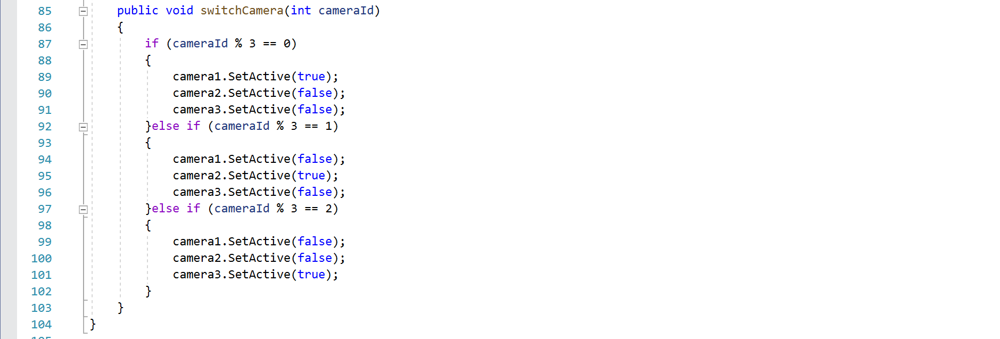 85 public void switchCamera(int cameraId)
86 {
87 if (cameraId % 3 == 0)
88 {
89 camera1.SetActive(true);
90 camera2.SetActive(false);
91 camera3.SetActive(false);
92 }else if (cameraId % 3 == 1)
93 {
94 camera1.SetActive(false);
95 camera2.SetActive(true);
96 camera3.SetActive(false);
97 }else if (cameraId % 3 == 2)
98 {
99 camera1.SetActive(false);
100 camera2.SetActive(false);
101 camera3.SetActive(true);
102 }
103 }
104 }